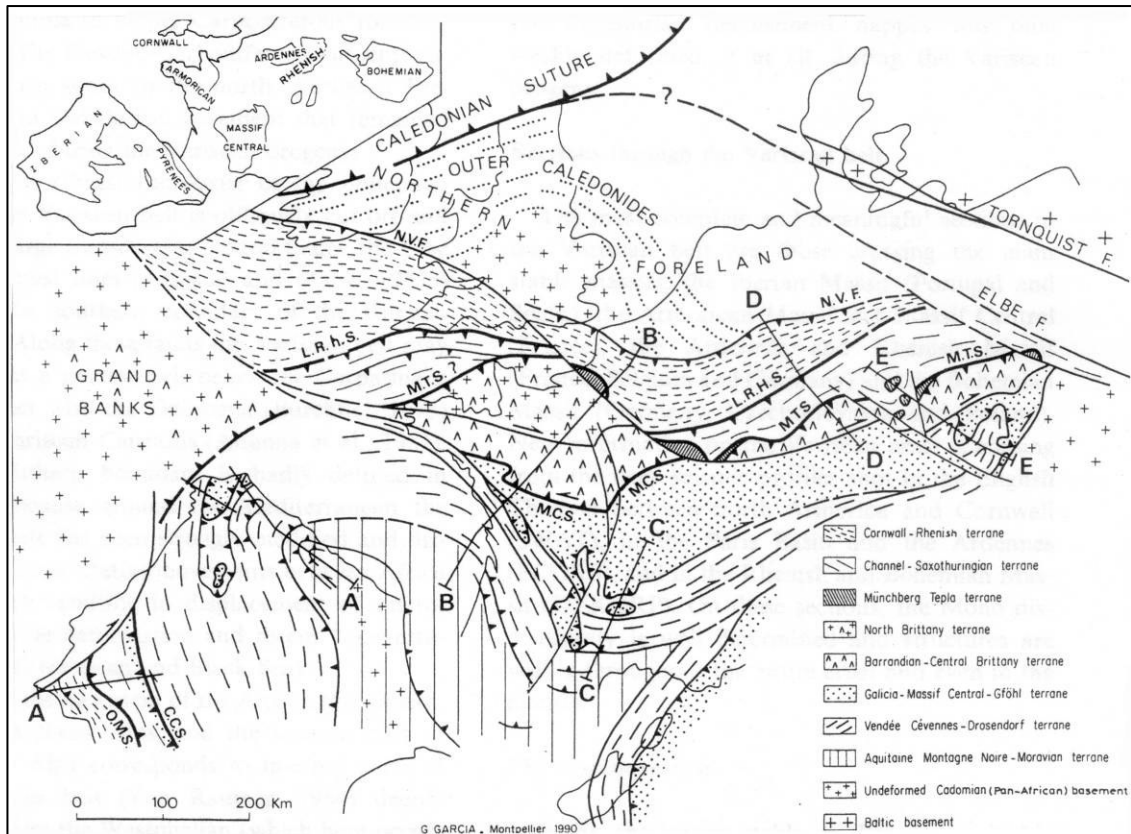 CORNWALL
ARDENNES
RHENISH
BOHEMIAN
ARMORICAN
MASSIF
CENTRAL
IBERIAN
PYRENEES
CALEDONIAN SUTURE
?
NORTHERN OUTER CALEDONIDES
FORELAND
TORNQUIST
ELBE F.
N.V.F.
N.V.F.
D
B
E
M.T.S.
L.R.h.S.
L.R.H.S.
M.T.S.?
M.T.S.
GRAND
BANKS
M.C.S.
M.C.S.
D
E
C
A
B
C
A
O.M.S.
C.C.S.
Cornwall-Rhenish terrane
Channel-Saxothuringian terrane
Münchberg Tepla terrane
North Brittany terrane
Barrandian-Central Brittany terrane
Galicia-Massif Central-Gföhl terrane
Vendée Cévennes-Drosendorf terrane
Aquitaine Montagne Noire-Moravian terrane
Undeformed Cadomian (Pan-African) basement
Baltic basement
0 100 200 Km
G GARCIA. Montpellier 1990